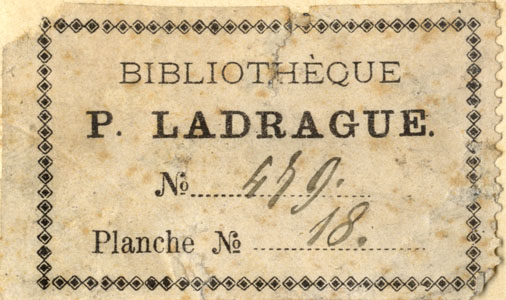 BIBLIOTHÈQUE
P. LADRAGUE.
№ 459.
Planche № 18.